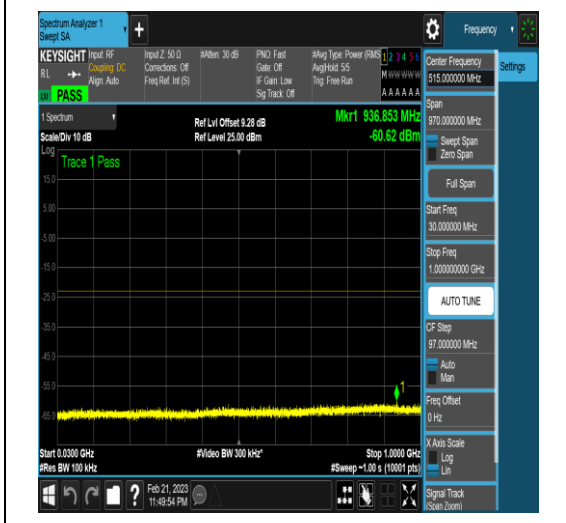 Spectrum Analyzer 1
Swept SA
+
Frequency
KEYSIGHT Input: RF Input Z: 50 Ω #Atten: 30 dB PNO: Fast #Avg Type: Power (RMS 1 2 3 4 5 6
RL Coupling: DC Corrections: Off Gate: Off Avg|Hold: 5/5 M W W W W W
Align: Auto Freq Ref: Int (S) IF Gain: Low Trig: Free Run
Sig Track: Off A A A A A A
PASS
1 Spectrum
Scale/Div 10 dB
Ref Lvl Offset 9.28 dB
Ref Level 25.00 dBm
Mkr1 936.853 MHz
-60.62 dBm
Log
Trace 1 Pass
15.0
5.00
-5.00
-15.0
-25.0
-35.0
-45.0
-55.0
-65.0
1
Start 0.0300 GHz #Video BW 300 kHz* Stop 1.0000 GHz
#Res BW 100 kHz #Sweep ~1.00 s (10001 pts)
? Feb 21, 2023
11:49:54 PM
Settings
Center Frequency
515.000000 MHz
Span
970.000000 MHz
Swept Span
Zero Span
Full Span
Start Freq
30.000000 MHz
Stop Freq
1.000000000 GHz
AUTO TUNE
CF Step
97.000000 MHz
Auto
Man
Freq Offset
0 Hz
X Axis Scale
Log
Lin
Signal Track
(Span Zoom)